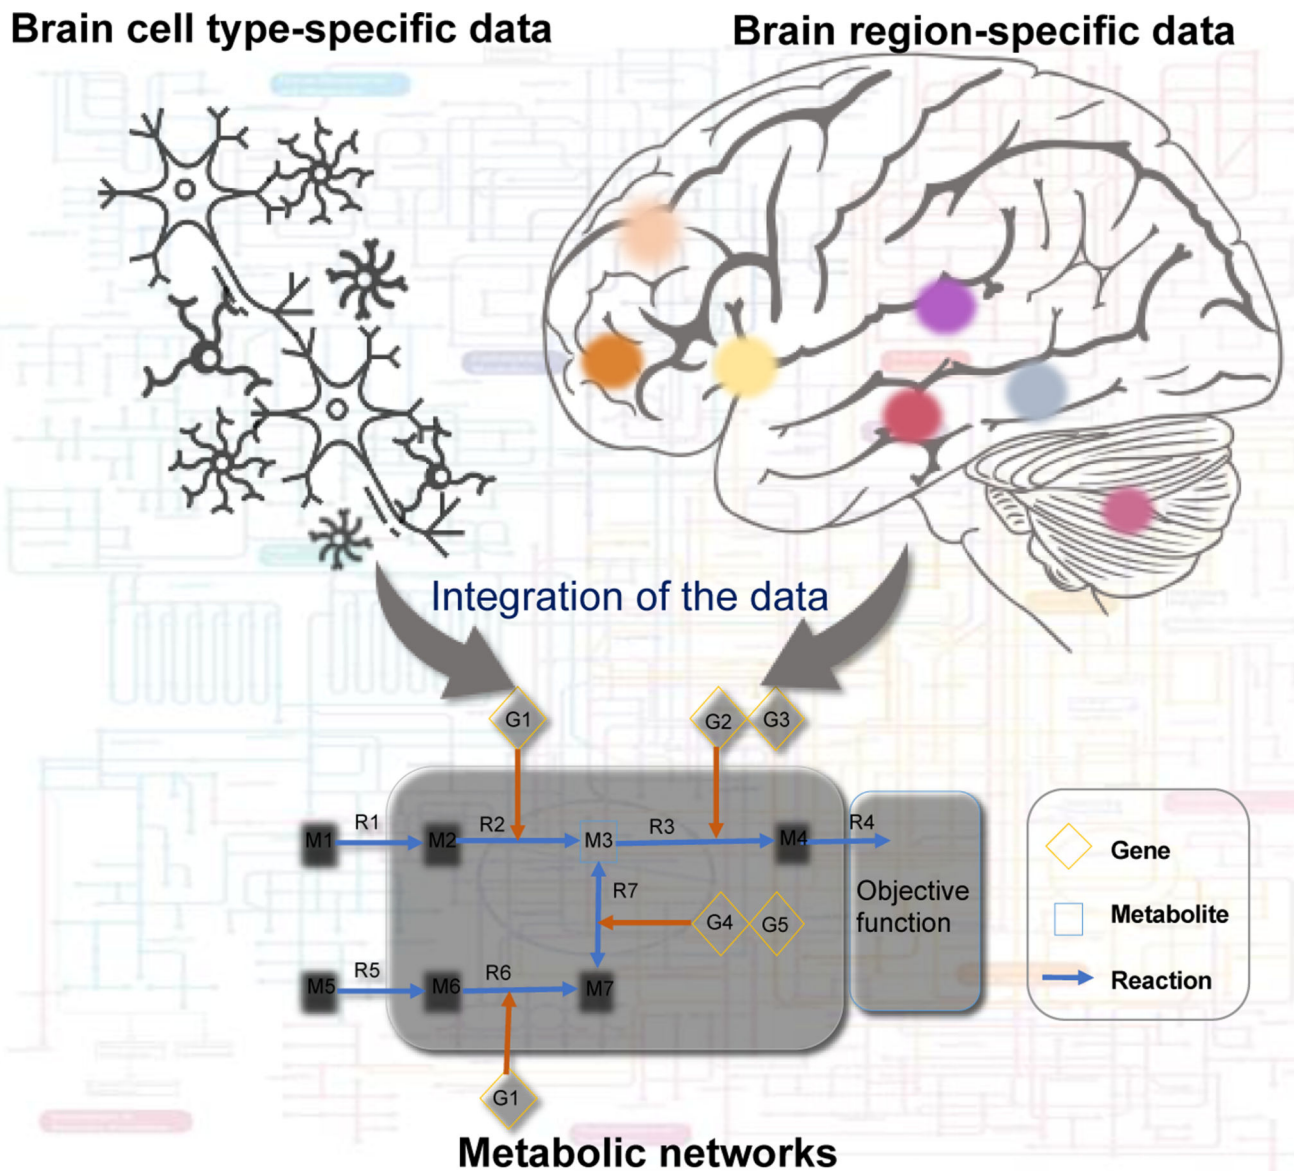 Brain cell type-specific data
Brain region-specific data
Integration of the data
G1
G2
G3
M1
R1
M2
R2
M3
R3
M4
R4
R7
G4
G5
Objective
function
M5
R5
M6
R6
M7
G1
Gene
Metabolite
Reaction
Metabolic networks